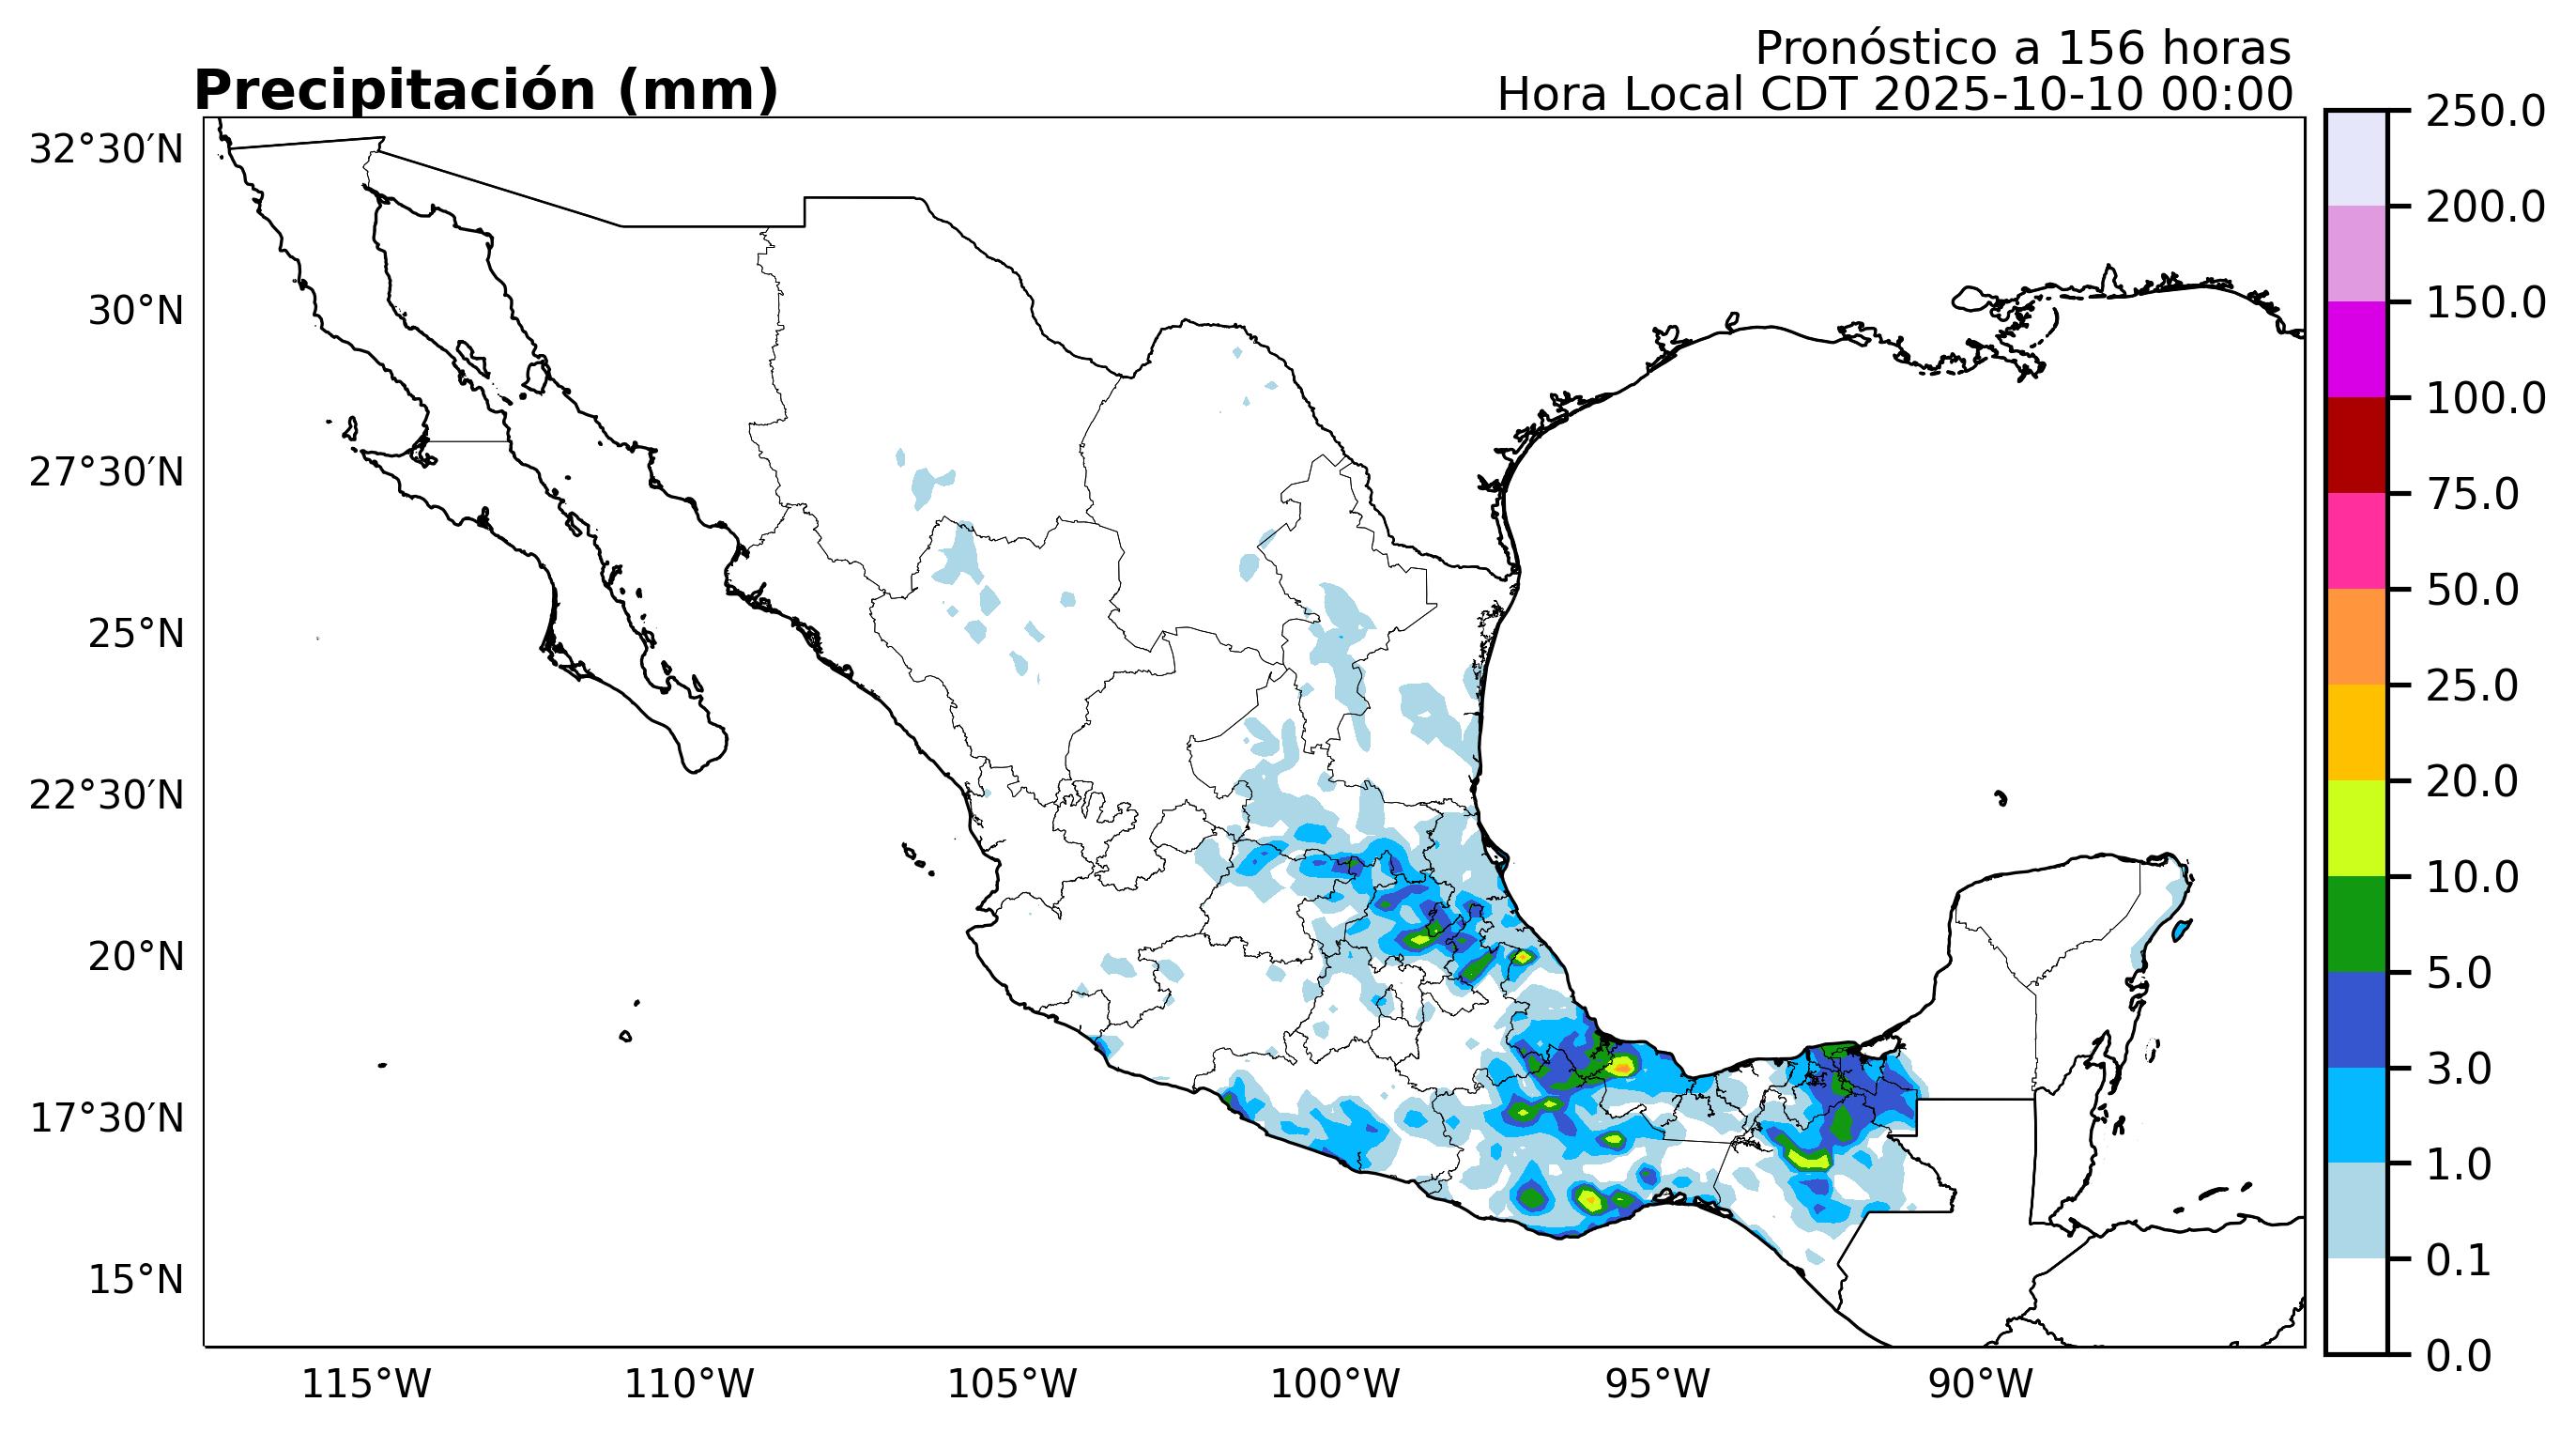 Pronóstico a 156 horas
Precipitación (mm)
Hora Local CDT 2025-10-10 00:00
32°30′N
30°N
27°30′N
25°N
22°30′N
20°N
17°30′N
15°N
115°W
110°W
105°W
100°W
95°W
90°W
250.0
200.0
150.0
100.0
75.0
50.0
25.0
20.0
10.0
5.0
3.0
1.0
0.1
0.0